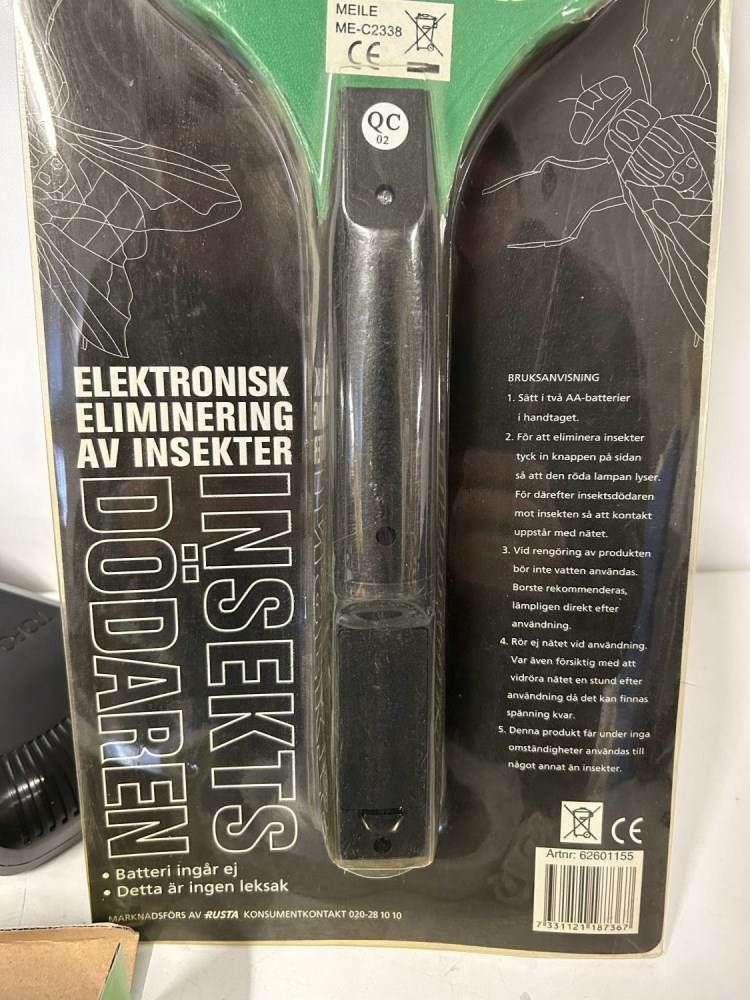 MEILE
ME-C2338
CE
QC
02
ELEKTRONISK
ELIMINERING
AV INSEKTER
INSEKTS
DÖDAREN
• Batteri ingår ej
• Detta är ingen leksak
MARKNADSFÖRS AV RUSTA KONSUMENTKONTAKT 020-28 10 10
BRUKSANVISNING
1. Sätt i två AA-batterier
i handtaget.
2. För att eliminera insekter
tyck in knappen på sidan
så att den röda lampan lyser.
För därefter insektsdödaren
mot insekten så att kontakt
uppstår med nätet.
3. Vid rengöring av produkten
bör inte vatten användas.
Borste rekommenderas,
lämpligen direkt efter
användning.
4. Rör ej nätet vid användning.
Var även försiktig med att
vidröra nätet en stund efter
användning då det kan finnas
spänning kvar.
5. Denna produkt får under inga
omständigheter användas till
något annat än insekter.
CE
Artnr: 62601155
7 331121 187367